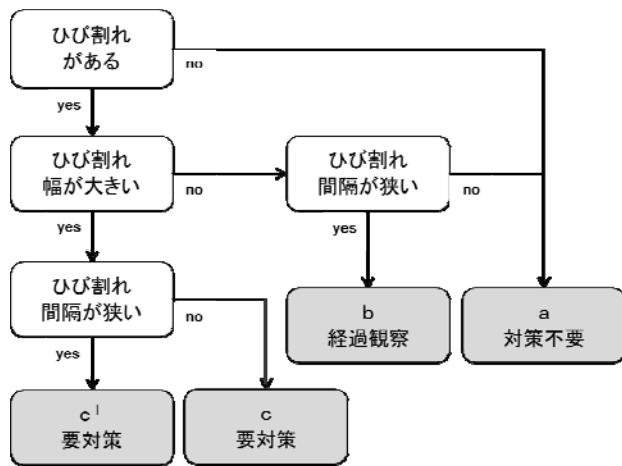 ひび割れ
がある
no
yes
ひび割れ
幅が大きい
no
ひび割れ
間隔が狭い
no
yes
yes
ひび割れ
間隔が狭い
no
yes
b
経過観察
a
対策不要
c'
要対策
c
要対策